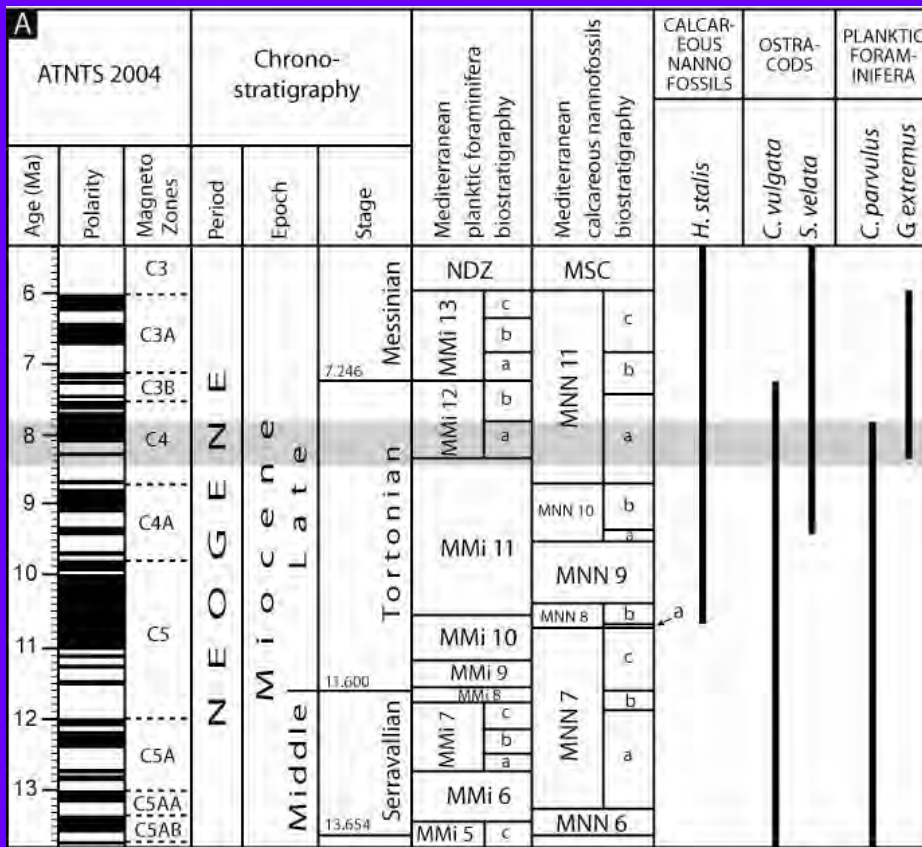 A
ATNTS 2004
Chrono-
stratigraphy
Mediterranean
planktic foraminifera
biostratigraphy
Mediterranean
calcareous nannofossils
biostratigraphy
CALCAR-
EOUS
NANNO
FOSSILS
OSTRA-
CODS
PLANKTIC
FORAM-
INIFERA
Age (Ma)
Polarity
Magneto
Zones
Period
Epoch
Stage
H. stalis
C. vulgata
S. velata
C. parvulus
G extremus
6
7
8
9
10
11
12
13
C3
C3A
C3B
C4
C4A
C5
C5A
C5AA
C5AB
NEOGENE
Miocene
Late
Middle
Messinian
7.246
Tortonian
11.600
Serravallian
13.654
NDZ
MMi 13
c
b
a
MMi 12
b
a
MMi 11
MMi 10
MMi 9
MMi 8
MMi 7
c
b
a
MMi 6
MMi 5
c
MSC
MNN 11
c
b
a
MNN 10
b
a
MNN 9
MNN 8
b
a
MNN 7
c
b
a
MNN 6